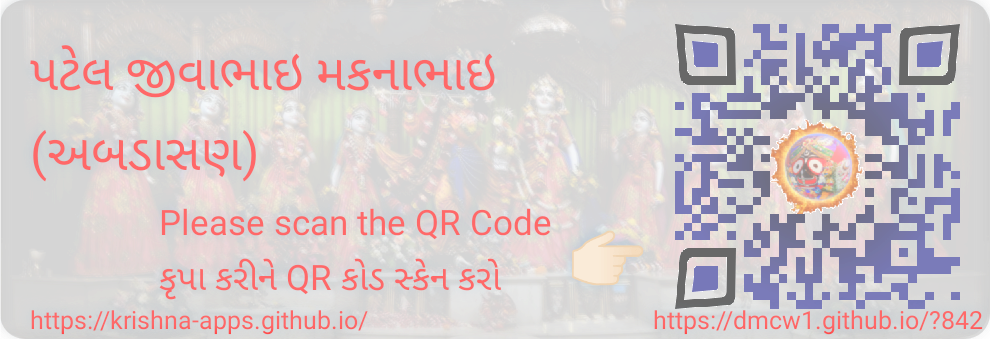 પટેલ જીવાભાઇ મકનાભાઇ
(અબડાસણ)
Please scan the QR Code
કૃપા કરીને QR કોડ સ્કેન કરો
https://krishna-apps.github.io/
https://dmcw1.github.io/?842